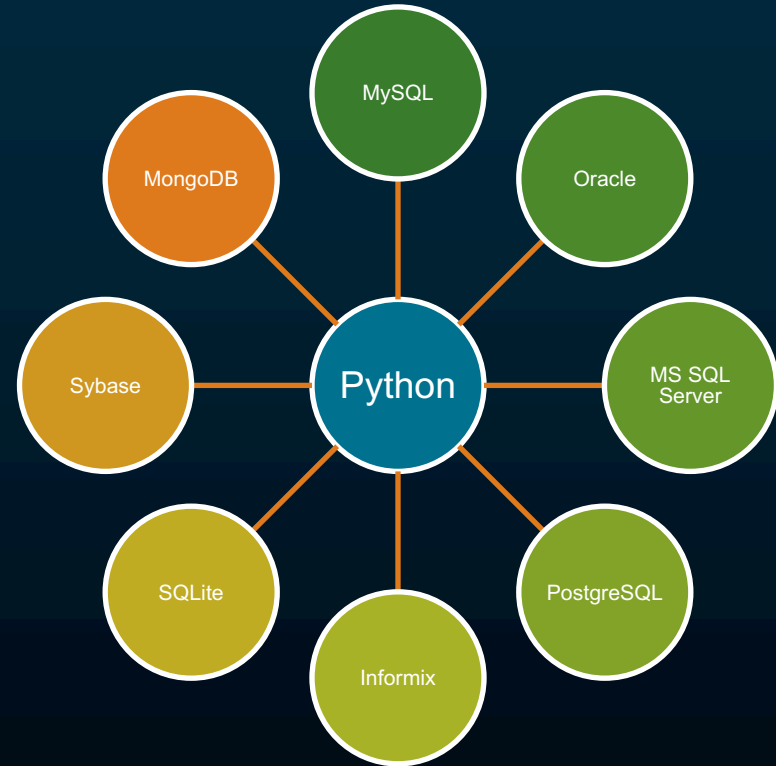 MySQL
MongoDB
Oracle
Sybase
Python
MS SQL
Server
SQLite
PostgreSQL
Informix